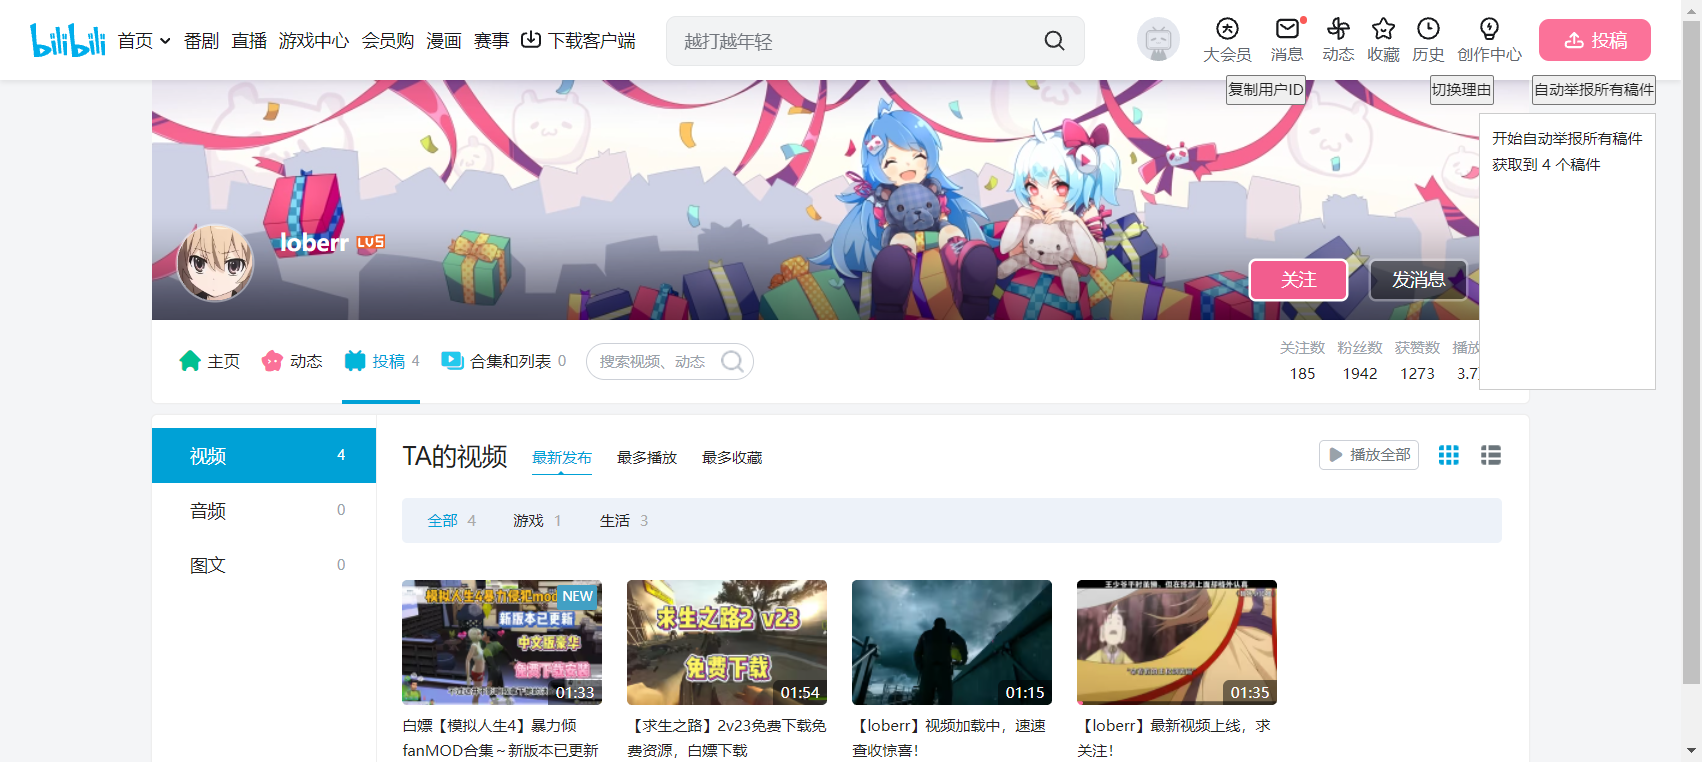 bilibili
首页
番剧
直播
游戏中心
会员购
漫画
赛事
下载客户端
越打越年轻
大会员
消息
动态
收藏
历史
创作中心
投稿
复制用户ID
切换理由
自动举报所有稿件
开始自动举报所有稿件
获取到 4 个稿件
loberr LV5
关注
发消息
主页
动态
投稿 4
合集和列表 0
搜索视频、动态
关注数
粉丝数
获赞数
播放
185
1942
1273
3.7
视频 4
音频 0
图文 0
TA的视频
最新发布
最多播放
最多收藏
播放全部
全部 4
游戏 1
生活 3
模拟人生4暴力侵犯mod
NEW
新版本已更新
中文版豪华
01:33
求生之路2 v23
免费下载
01:54
01:15
01:35
白嫖【模拟人生4】暴力倾
fanMOD合集～新版本已更新
【求生之路】2v23免费下载免
费资源，白嫖下载
【loberr】视频加载中，速速
查收惊喜！
【loberr】最新视频上线，求
关注！